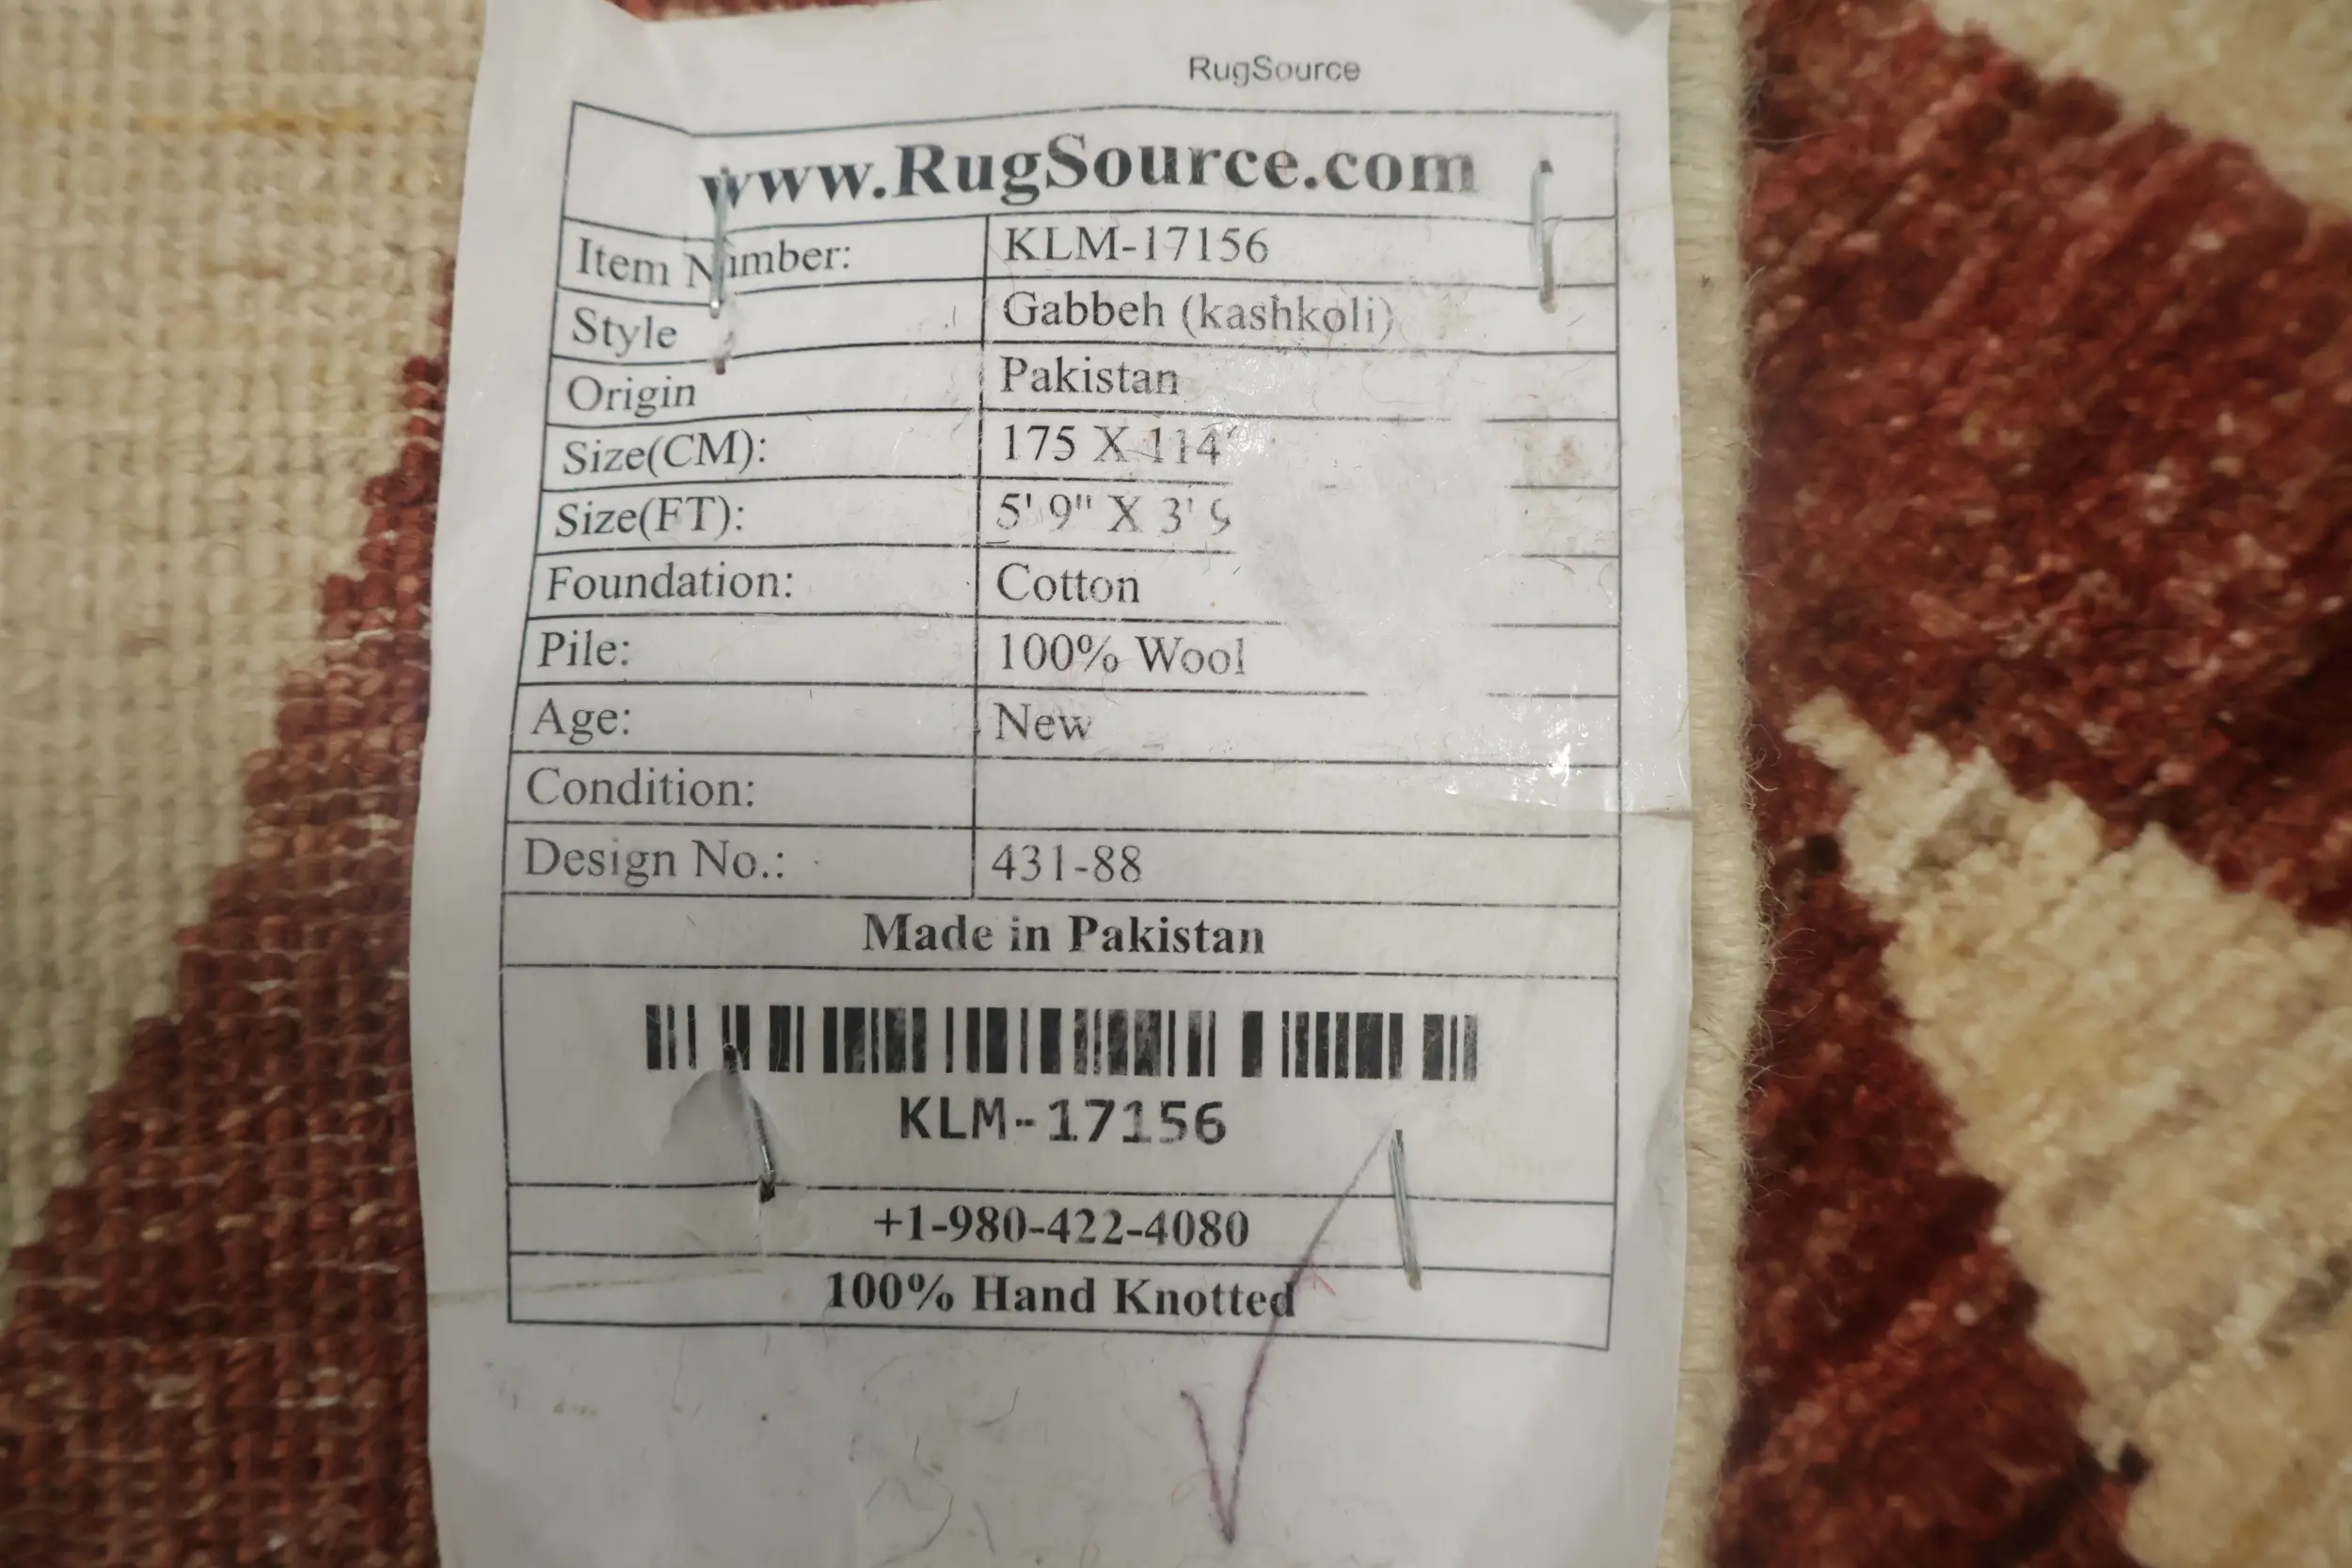 RugSource
www.RugSource.com
Item Number: KLM-17156
Style Gabbeh (kashkoli)
Origin Pakistan
Size(CM): 175 X 114
Size(FT): 5' 9" X 3'
Foundation: Cotton
Pile: 100% Wool
Age: New
Condition:
Design No.: 431-88
Made in Pakistan
KLM-17156
+1-980-422-4080
100% Hand Knotted